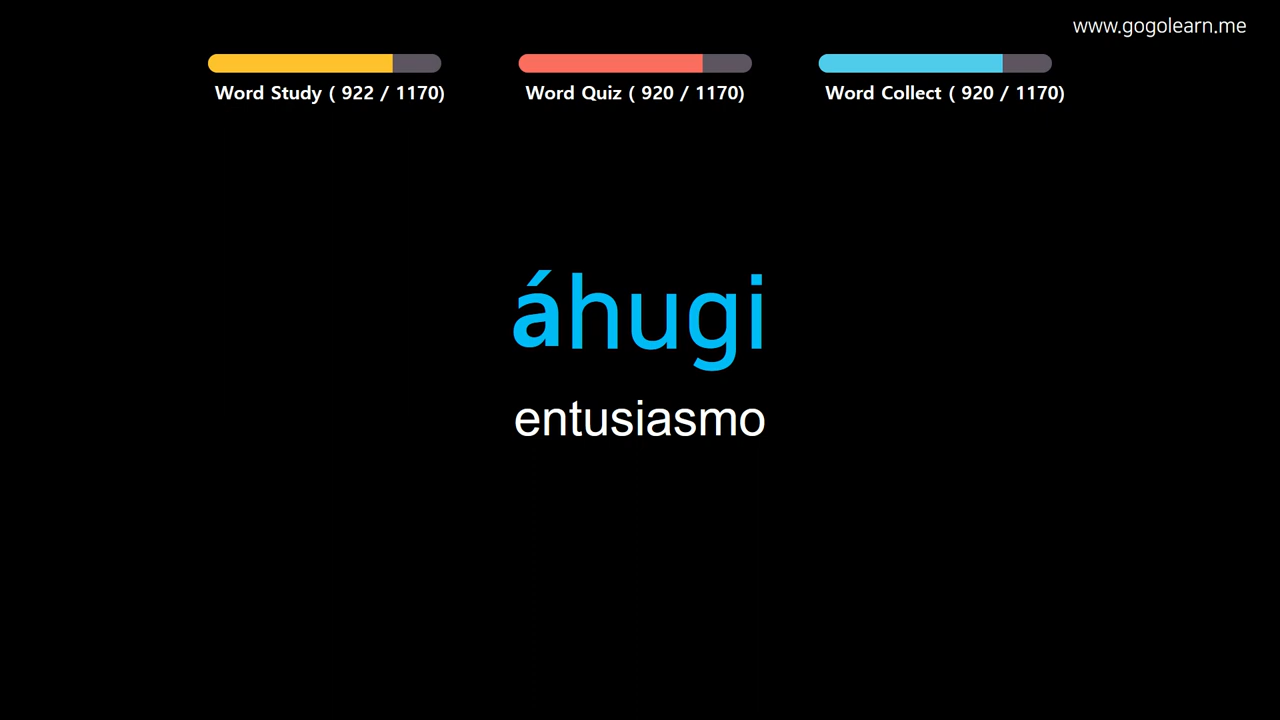 www.gogolearn.me
Word Study ( 922 / 1170)
Word Quiz ( 920 / 1170)
Word Collect ( 920 / 1170)
áhugi
entusiasmo